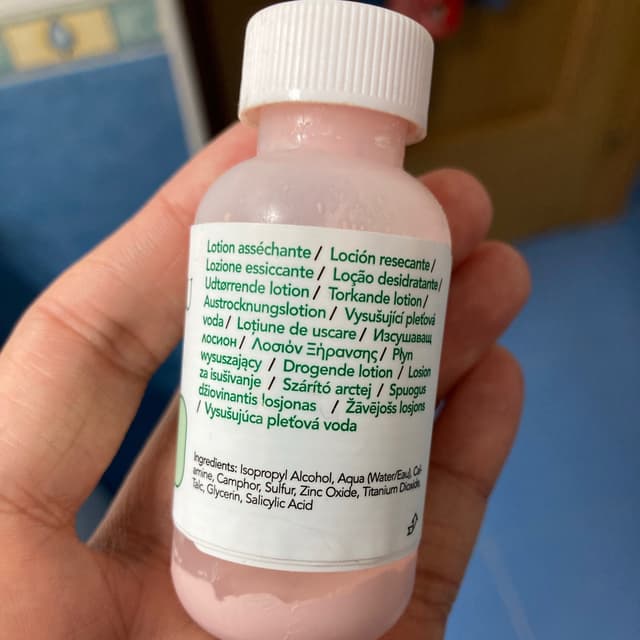 Lotion asséchante / Loción resecante /
Lozione essiccante / Loção desidratante /
Udtørrende lotion / Torkande lotion /
Austrocknungslotion / Vysušující pleťová
voda / Loțiune de uscare / Изсушаващ
лосион / Λοσιόν Ξήρανσης / Płyn
wysuszający / Drogende lotion / Losion
za isušivanje / Szárító arctej / Spuogus
džiovinantis losjonas / Žāvējošs losjons
/ Vysušujúca pleťová voda
Ingredients: Isopropyl Alcohol, Aqua (Water/Eau), Cal-
amine, Camphor, Sulfur, Zinc Oxide, Titanium Dioxide,
Talc, Glycerin, Salicylic Acid